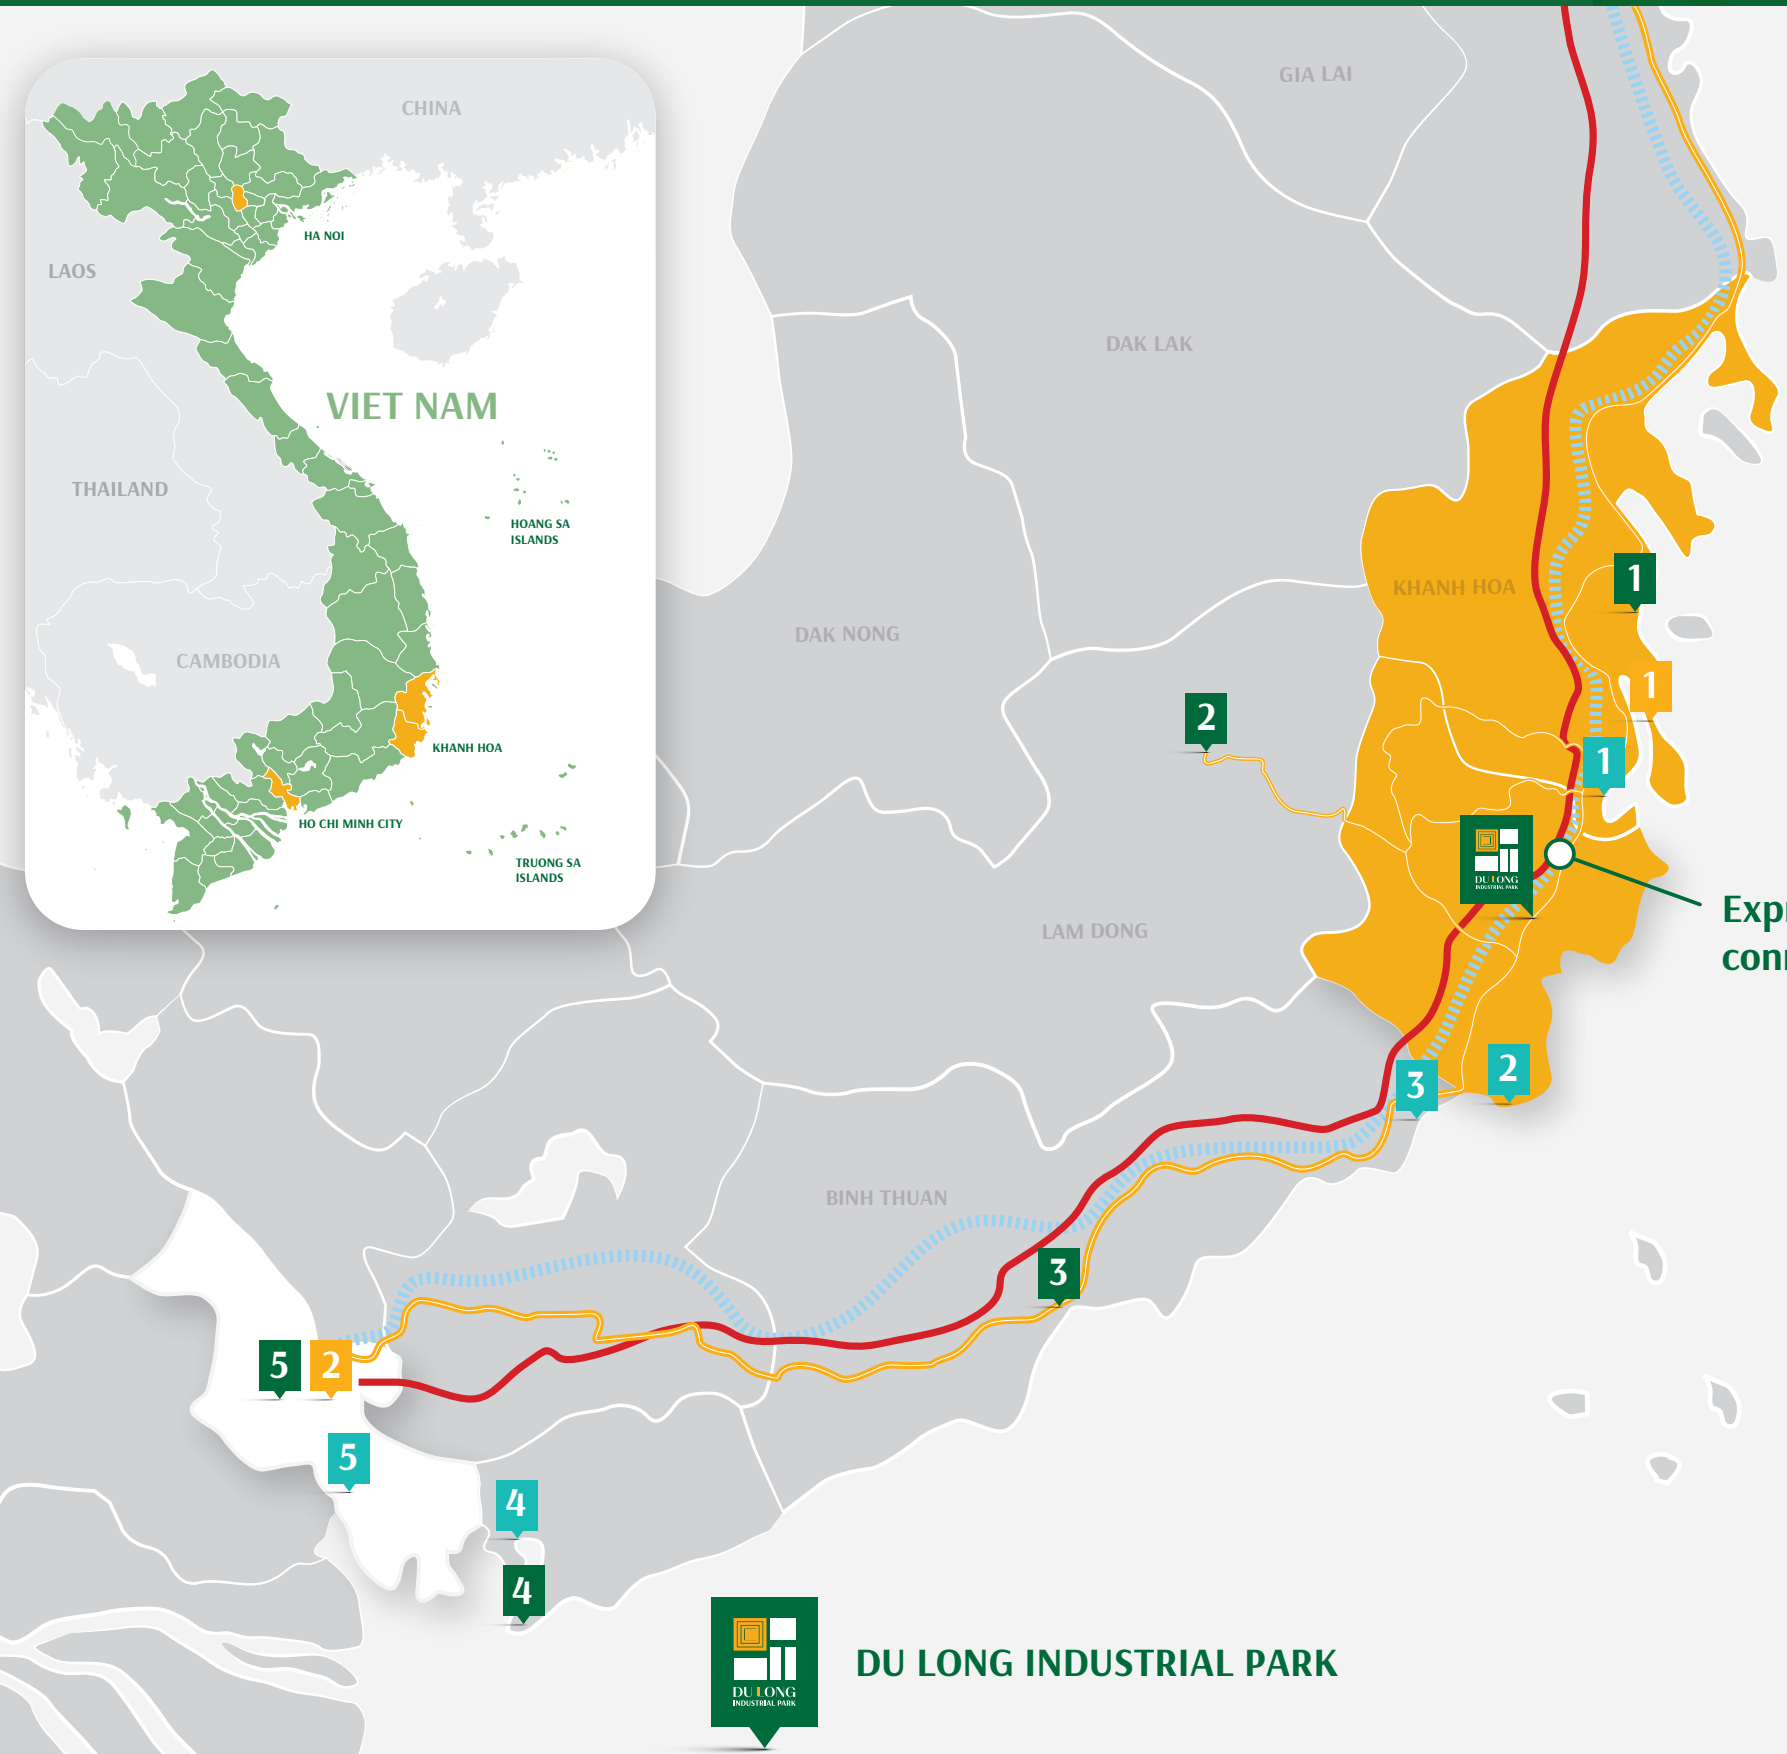 CHINA
HA NOI
LAOS
VIET NAM
THAILAND
HOANG SA
ISLANDS
CAMBODIA
KHANH HOA
HO CHI MINH CITY
TRUONG SA
ISLANDS
GIA LAI
DAK LAK
KHANH HOA
1
DAK NONG
1
2
1
DU LONG
INDUSTRIAL PARK
LAM DONG
2
3
BINH THUAN
3
5
2
5
4
4
DU LONG
INDUSTRIAL PARK
DU LONG INDUSTRIAL PARK